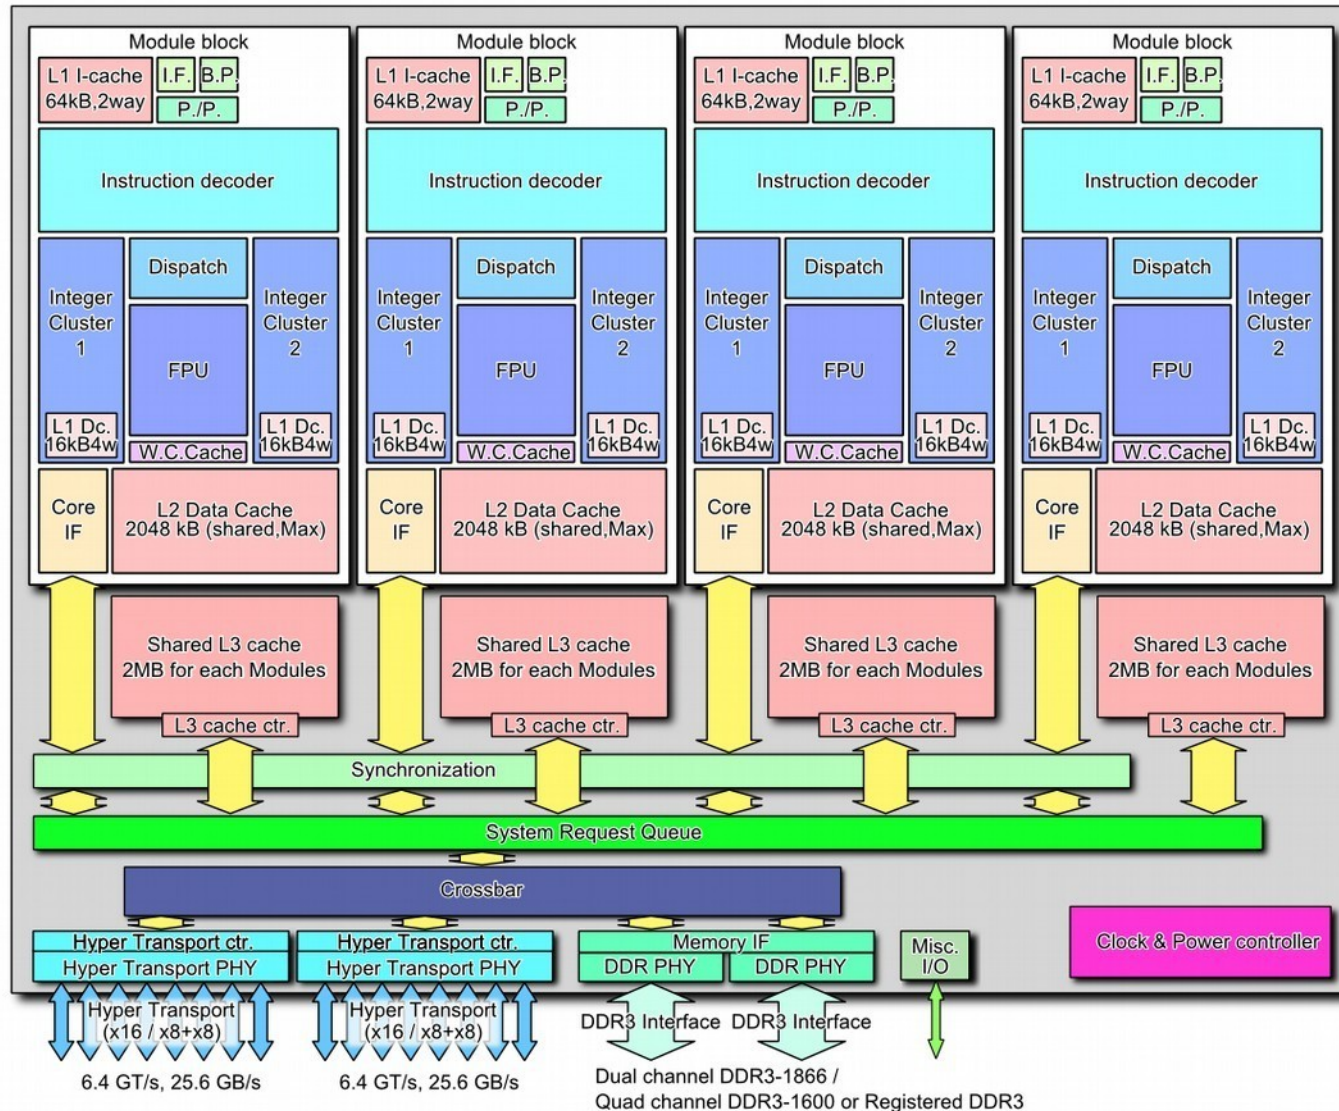 Module block
L1 I-cache
64kB,2way
I.F.
B.P.
P./P.
Instruction decoder
Integer
Cluster
1
Dispatch
FPU
Integer
Cluster
2
L1 Dc.
16kB4w
W.C.Cache
L1 Dc.
16kB4w
Core
IF
L2 Data Cache
2048 kB (shared,Max)
Module block
L1 I-cache
64kB,2way
I.F.
B.P.
P./P.
Instruction decoder
Integer
Cluster
1
Dispatch
FPU
Integer
Cluster
2
L1 Dc.
16kB4w
W.C.Cache
L1 Dc.
16kB4w
Core
IF
L2 Data Cache
2048 kB (shared,Max)
Module block
L1 I-cache
64kB,2way
I.F.
B.P.
P./P.
Instruction decoder
Integer
Cluster
1
Dispatch
FPU
Integer
Cluster
2
L1 Dc.
16kB4w
W.C.Cache
L1 Dc.
16kB4w
Core
IF
L2 Data Cache
2048 kB (shared,Max)
Module block
L1 I-cache
64kB,2way
I.F.
B.P.
P./P.
Instruction decoder
Integer
Cluster
1
Dispatch
FPU
Integer
Cluster
2
L1 Dc.
16kB4w
W.C.Cache
L1 Dc.
16kB4w
Core
IF
L2 Data Cache
2048 kB (shared,Max)
Shared L3 cache
2MB for each Modules
L3 cache ctr.
Shared L3 cache
2MB for each Modules
L3 cache ctr.
Shared L3 cache
2MB for each Modules
L3 cache ctr.
Shared L3 cache
2MB for each Modules
L3 cache ctr.
Synchronization
System Request Queue
Crossbar
Hyper Transport ctr.
Hyper Transport PHY
Hyper Transport ctr.
Hyper Transport PHY
Memory IF
DDR PHY
DDR PHY
Misc.
I/O
Clock & Power controller
Hyper Transport
(x16 / x8+x8)
Hyper Transport
(x16 / x8+x8)
DDR3 Interface
DDR3 Interface
6.4 GT/s, 25.6 GB/s
6.4 GT/s, 25.6 GB/s
Dual channel DDR3-1866 /
Quad channel DDR3-1600 or Registered DDR3